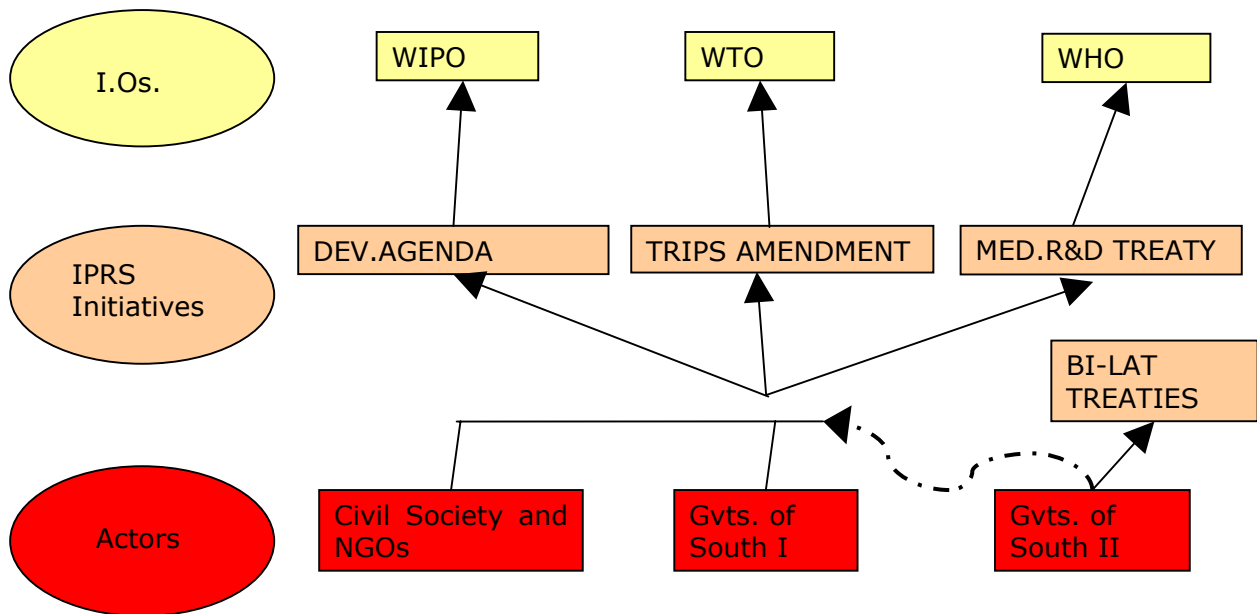 I.Os.
WIPO
WTO
WHO
IPRS
Initiatives
DEV.AGENDA
TRIPS AMENDMENT
MED.R&D TREATY
BI-LAT
TREATIES
Actors
Civil Society and
NGOs
Gvts. of
South I
Gvts. of
South II